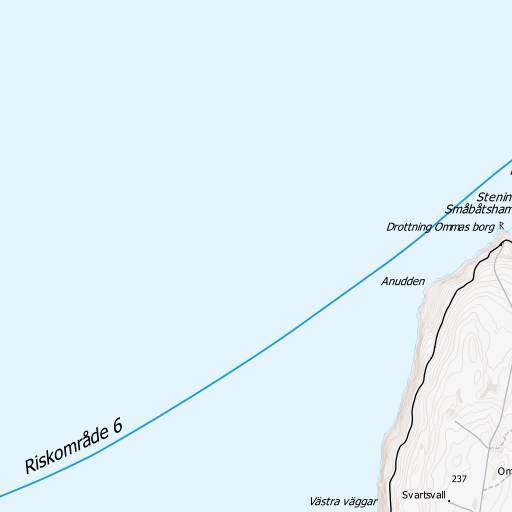 Stenin
Småbåtsham
Drottning Ommas borg
Anudden
Riskområde 6
Om
237
Svartsvall
Västra väggar